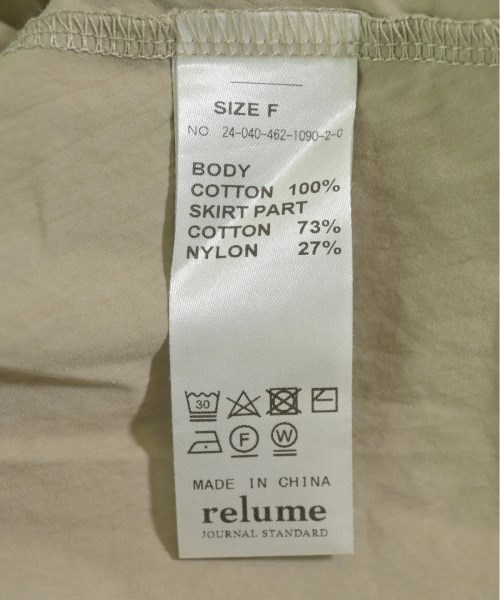 SIZE F
NO. 24-040-462-1090-2-0
BODY
COTTON 100%
SKIRT PART
COTTON 73%
NYLON 27%
30
F W
MADE IN CHINA
relume
JOURNAL STANDARD